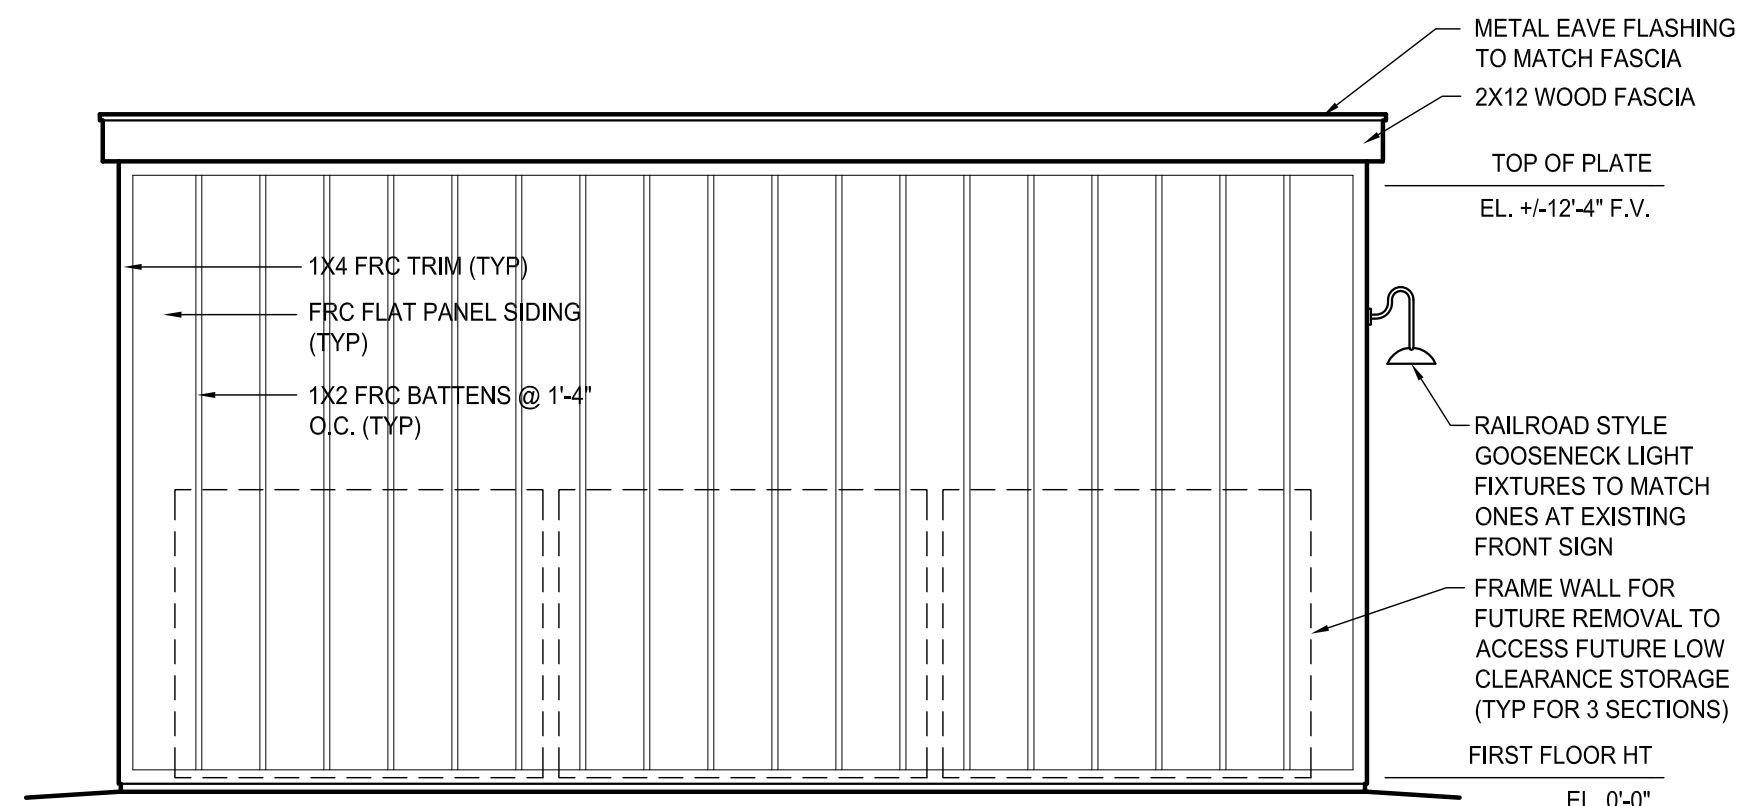 METAL EAVE FLASHING
TO MATCH FASCIA
2X12 WOOD FASCIA
TOP OF PLATE
EL. +/-12'-4" F.V.
1X4 FRC TRIM (TYP)
FRC FLAT PANEL SIDING
(TYP)
1X2 FRC BATTENS @ 1'-4"
O.C. (TYP)
RAILROAD STYLE
GOOSENECK LIGHT
FIXTURES TO MATCH
ONES AT EXISTING
FRONT SIGN
FRAME WALL FOR
FUTURE REMOVAL TO
ACCESS FUTURE LOW
CLEARANCE STORAGE
(TYP FOR 3 SECTIONS)
FIRST FLOOR HT
EL. 0'-0"